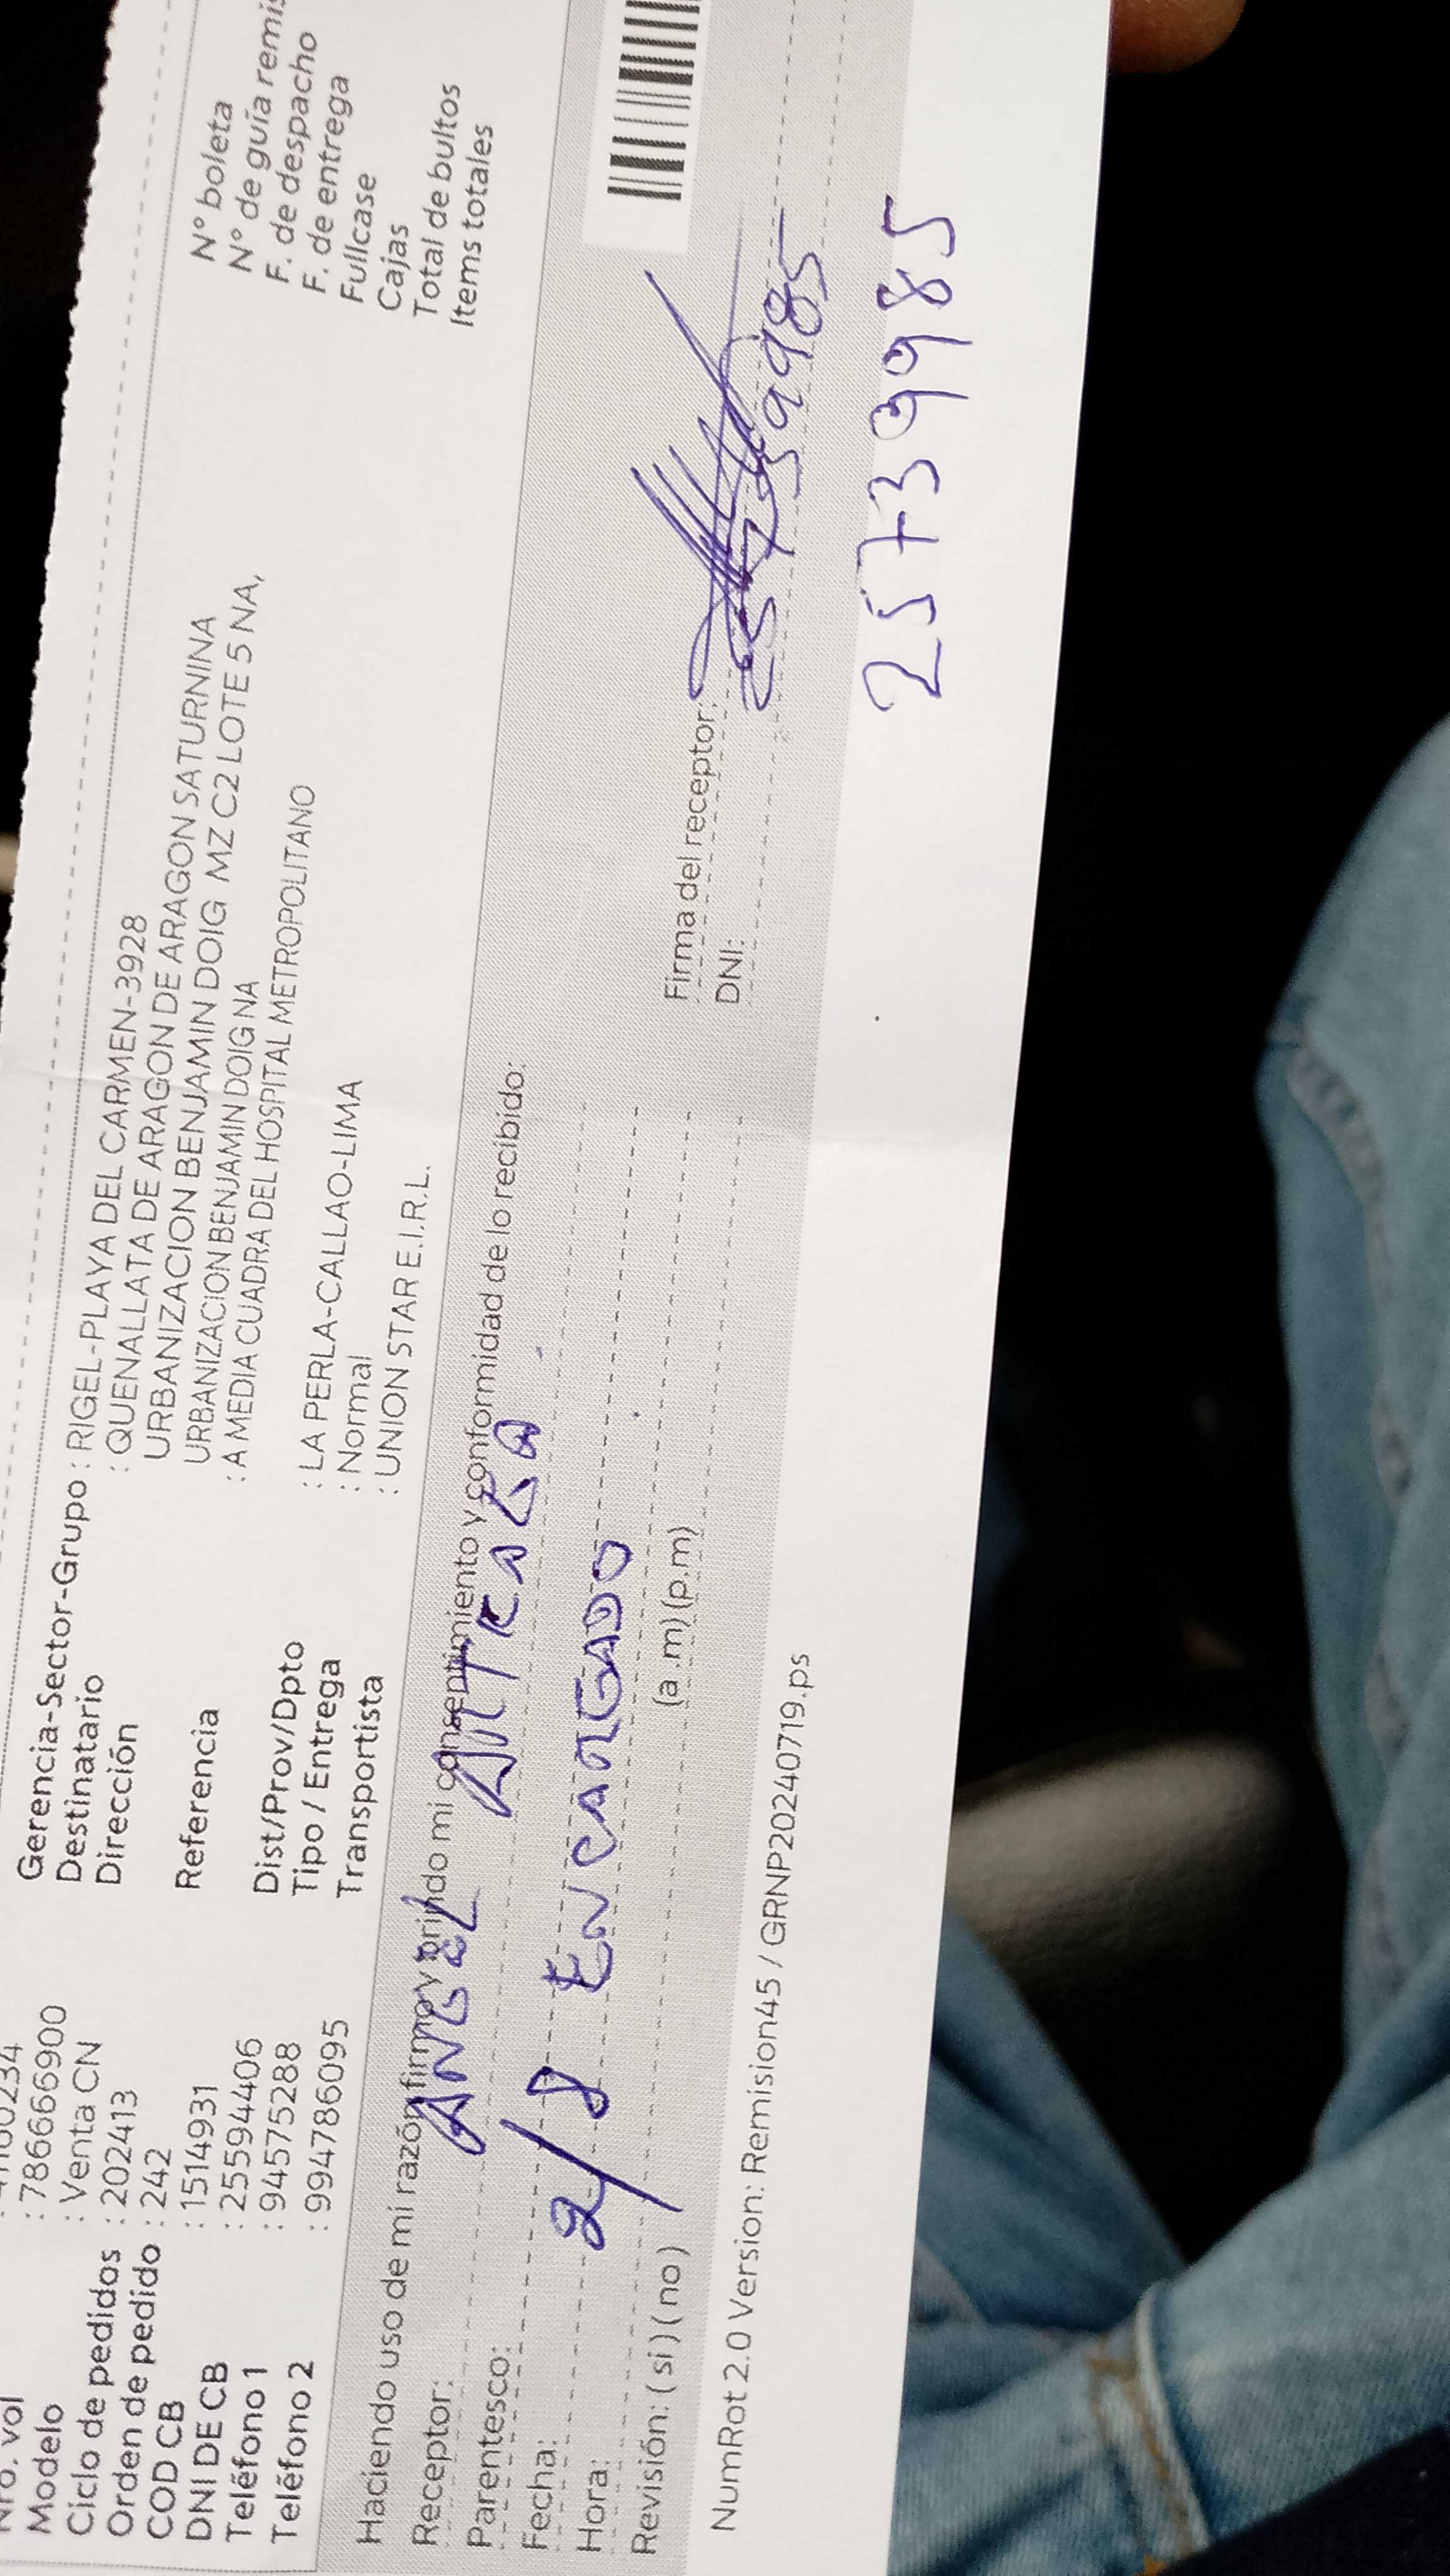 : 786666900
Modelo : Venta CN
Ciclo de pedidos : 202413
Orden de pedido : 242
COD CB : 1514931
DNI DE CB : 25594406
Teléfono 1 : 94575288
Teléfono 2 : 994786095
Gerencia-Sector-Grupo : RIGEL-PLAYA DEL CARMEN-3928
Destinatario : QUENALLATA DE ARAGON DE ARAGON SATURNINA
Dirección URBANIZACION BENJAMIN DOIG MZ C2 LOTE 5 NA,
URBANIZACION BENJAMIN DOIG NA
Referencia : A MEDIA CUADRA DEL HOSPITAL METROPOLITANO
Dist/Prov/Dpto : LA PERLA-CALLAO-LIMA
Tipo / Entrega : Normal
Transportista : UNION STAR E.I.R.L.
N° boleta
N° de guía
F. de despacho
F. de entrega
Fullcase
Cajas
Total de bultos
Items totales
Haciendo uso de mi razón firmo y brindo mi consentimiento y conformidad de lo recibido:
Receptor: ANGEL
Parentesco:
Fecha: 2/8 ENCARGADO
Hora: (a.m) (p.m)
Revisión: ( si ) ( no )
Firma del receptor:
DNI: 25739985
25739985
NumRot 2.0 Version: Remision45 / GRNP20240719.ps